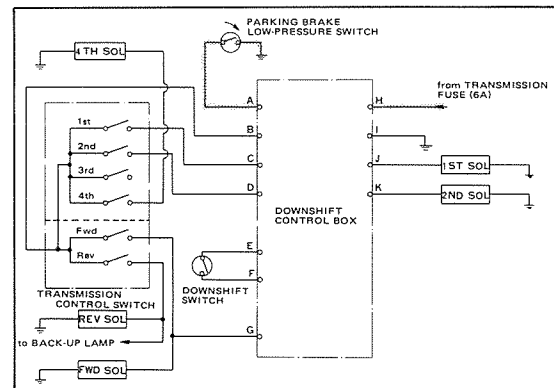 PARKING BRAKE
LOW-PRESSURE SWITCH
4TH SOL
from TRANSMISSION
FUSE (6A)
A
H
B
I
1st
2nd
C
J
1ST SOL
3rd
4th
D
K
2ND SOL
DOWNSHIFT
CONTROL BOX
Fwd
Rev
E
F
TRANSMISSION
CONTROL SWITCH
DOWNSHIFT
SWITCH
REV SOL
G
to BACK-UP LAMP
FWD SOL